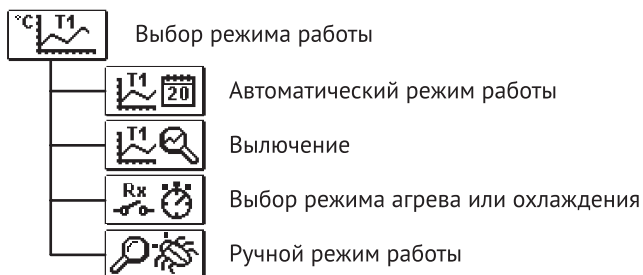 °C T1 Выбор режима работы
T1 20 Автоматический режим работы
T1 Вылючение
Rx Выбор режима агрева или охлаждения
Ручной режим работы